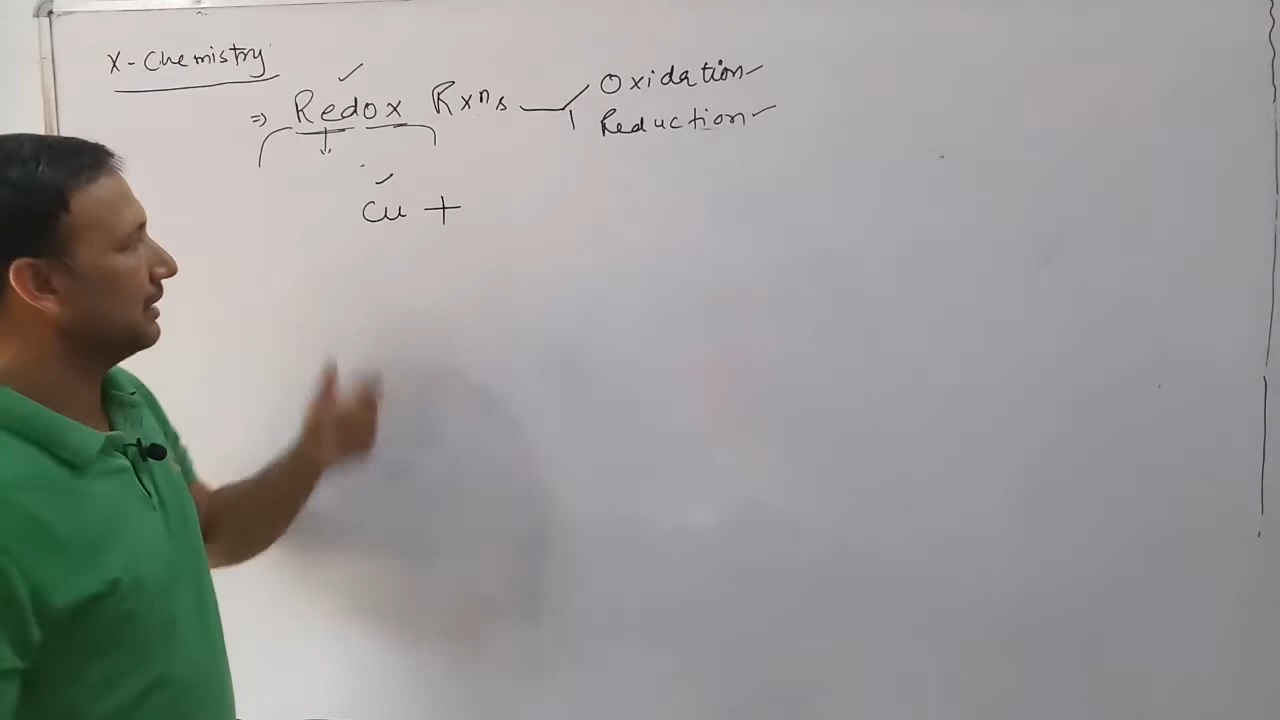 X - Chemistry
⇒ Redox Rxns Oxidation
Reduction
Cu +